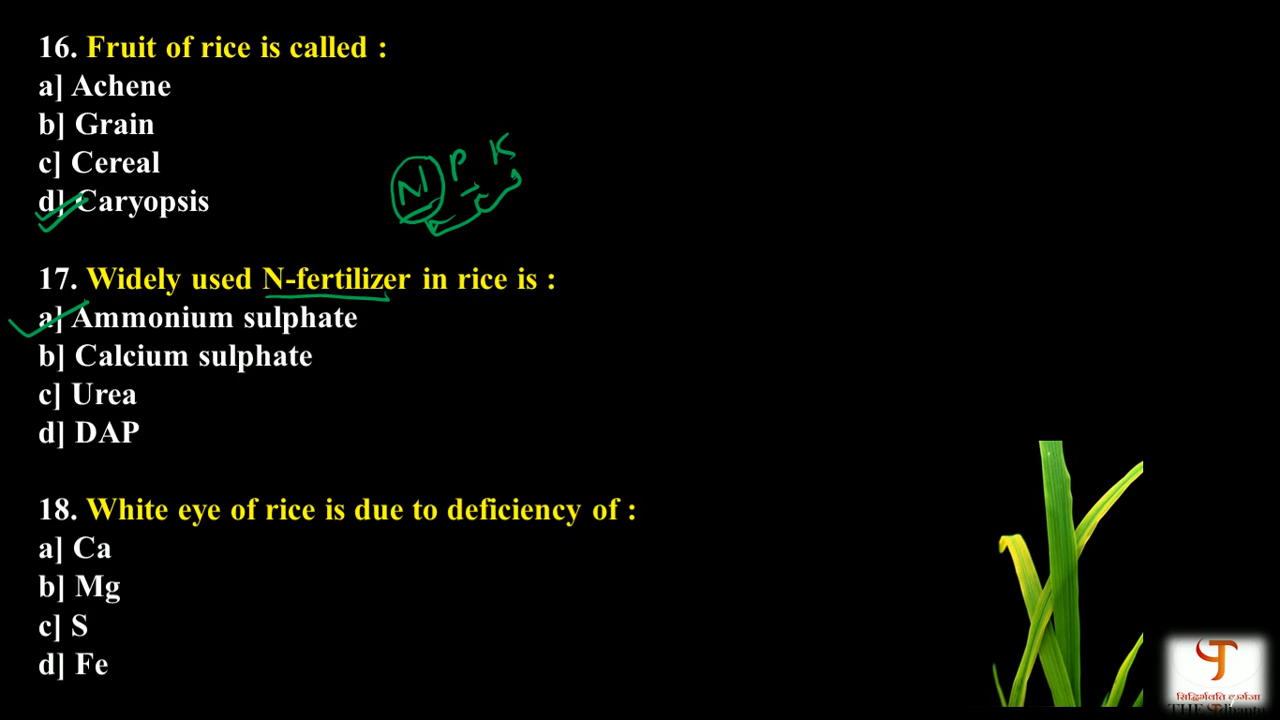 16. Fruit of rice is called :
a] Achene
b] Grain
c] Cereal
d] Caryopsis
N P K
17. Widely used N-fertilizer in rice is :
a] Ammonium sulphate
b] Calcium sulphate
c] Urea
d] DAP
18. White eye of rice is due to deficiency of :
a] Ca
b] Mg
c] S
d] Fe
THE